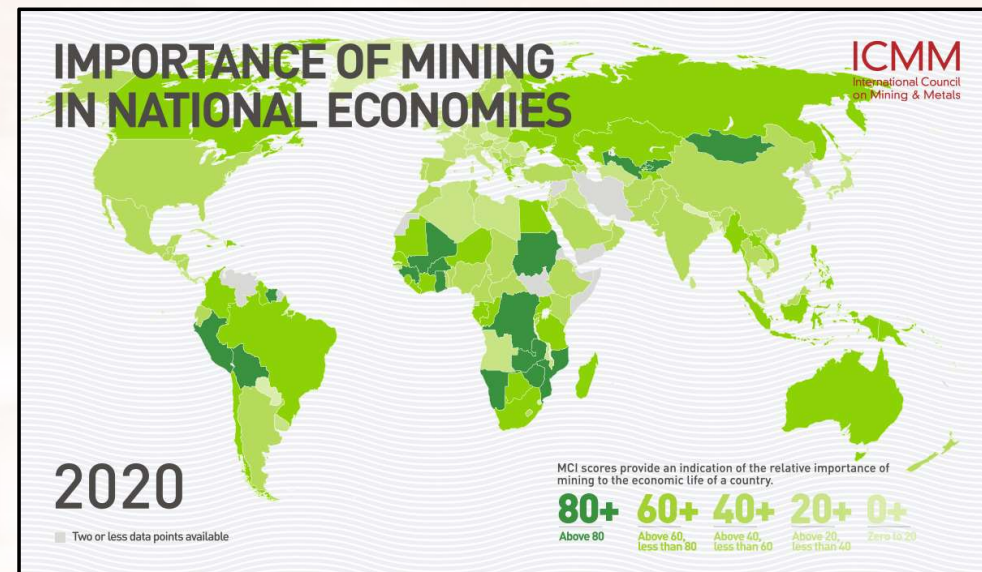 IMPORTANCE OF MINING
IN NATIONAL ECONOMIES
ICMM
International Council
on Mining & Metals
2020
Two or less data points available
MCI scores provide an indication of the relative importance of
mining to the economic life of a country.
80+ 60+ 40+ 20+ 0+
Above 80 Above 60, Above 40, Above 20, Zero to 20
less than 80 less than 60 less than 40